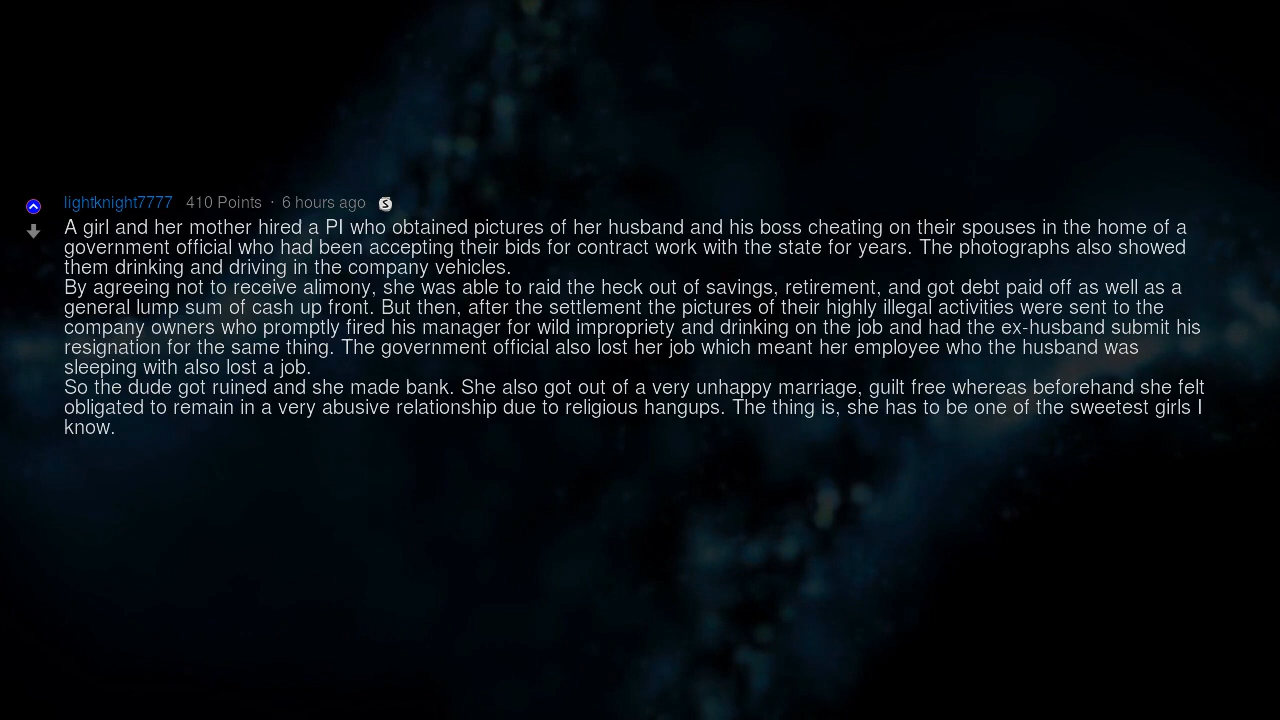 lightknight7777 410 Points · 6 hours ago S
A girl and her mother hired a PI who obtained pictures of her husband and his boss cheating on their spouses in the home of a
government official who had been accepting their bids for contract work with the state for years. The photographs also showed
them drinking and driving in the company vehicles.
By agreeing not to receive alimony, she was able to raid the heck out of savings, retirement, and got debt paid off as well as a
general lump sum of cash up front. But then, after the settlement the pictures of their highly illegal activities were sent to the
company owners who promptly fired his manager for wild impropriety and drinking on the job and had the ex-husband submit his
resignation for the same thing. The government official also lost her job which meant her employee who the husband was
sleeping with also lost a job.
So the dude got ruined and she made bank. She also got out of a very unhappy marriage, guilt free whereas beforehand she felt
obligated to remain in a very abusive relationship due to religious hangups. The thing is, she has to be one of the sweetest girls I
know.